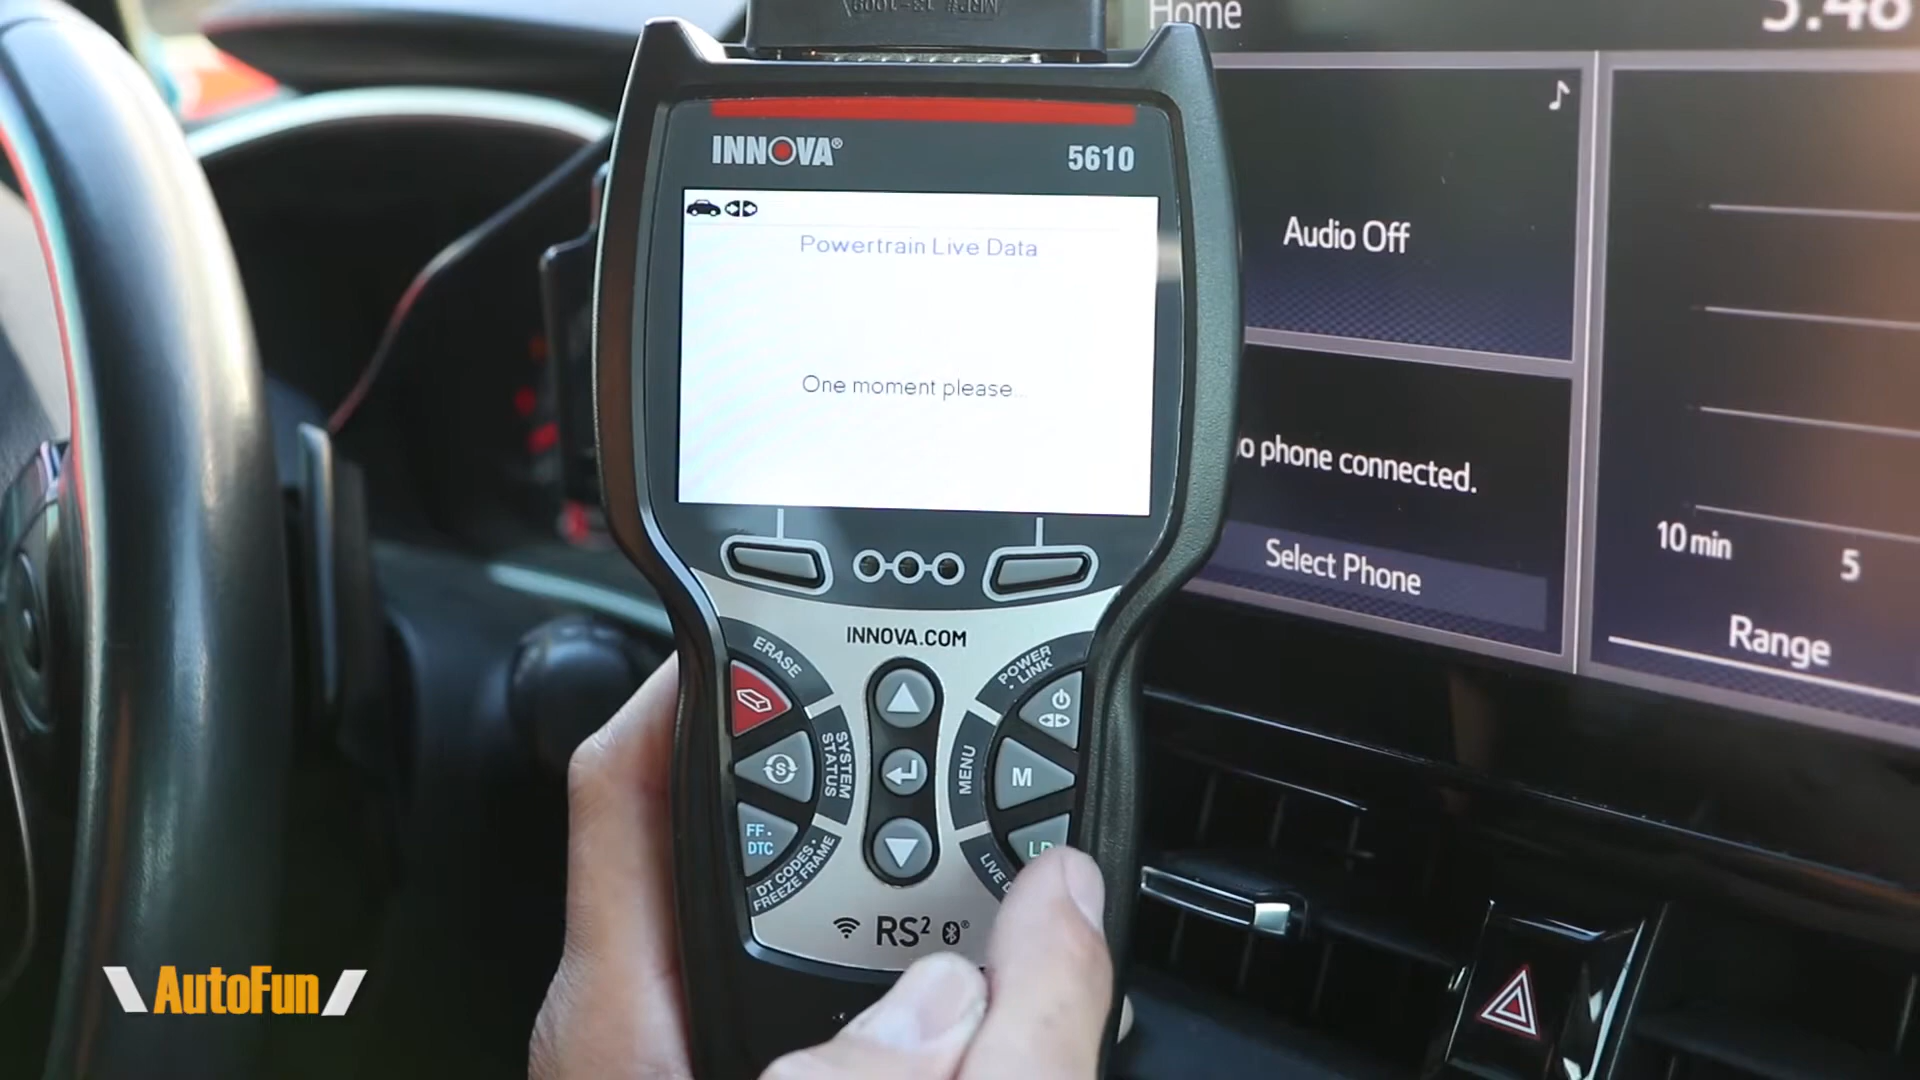 Home
INNOVA®
5610
Powertrain Live Data
One moment please...
Audio Off
phone connected.
Select Phone
10 min
5
Range
INNOVA.COM
ERASE
POWER
• LINK
SYSTEM
STATUS
S
MENU
M
FF•
DTC
LD
DT CODES•
FREEZE FRAME
LIVE
RS²
AutoFun